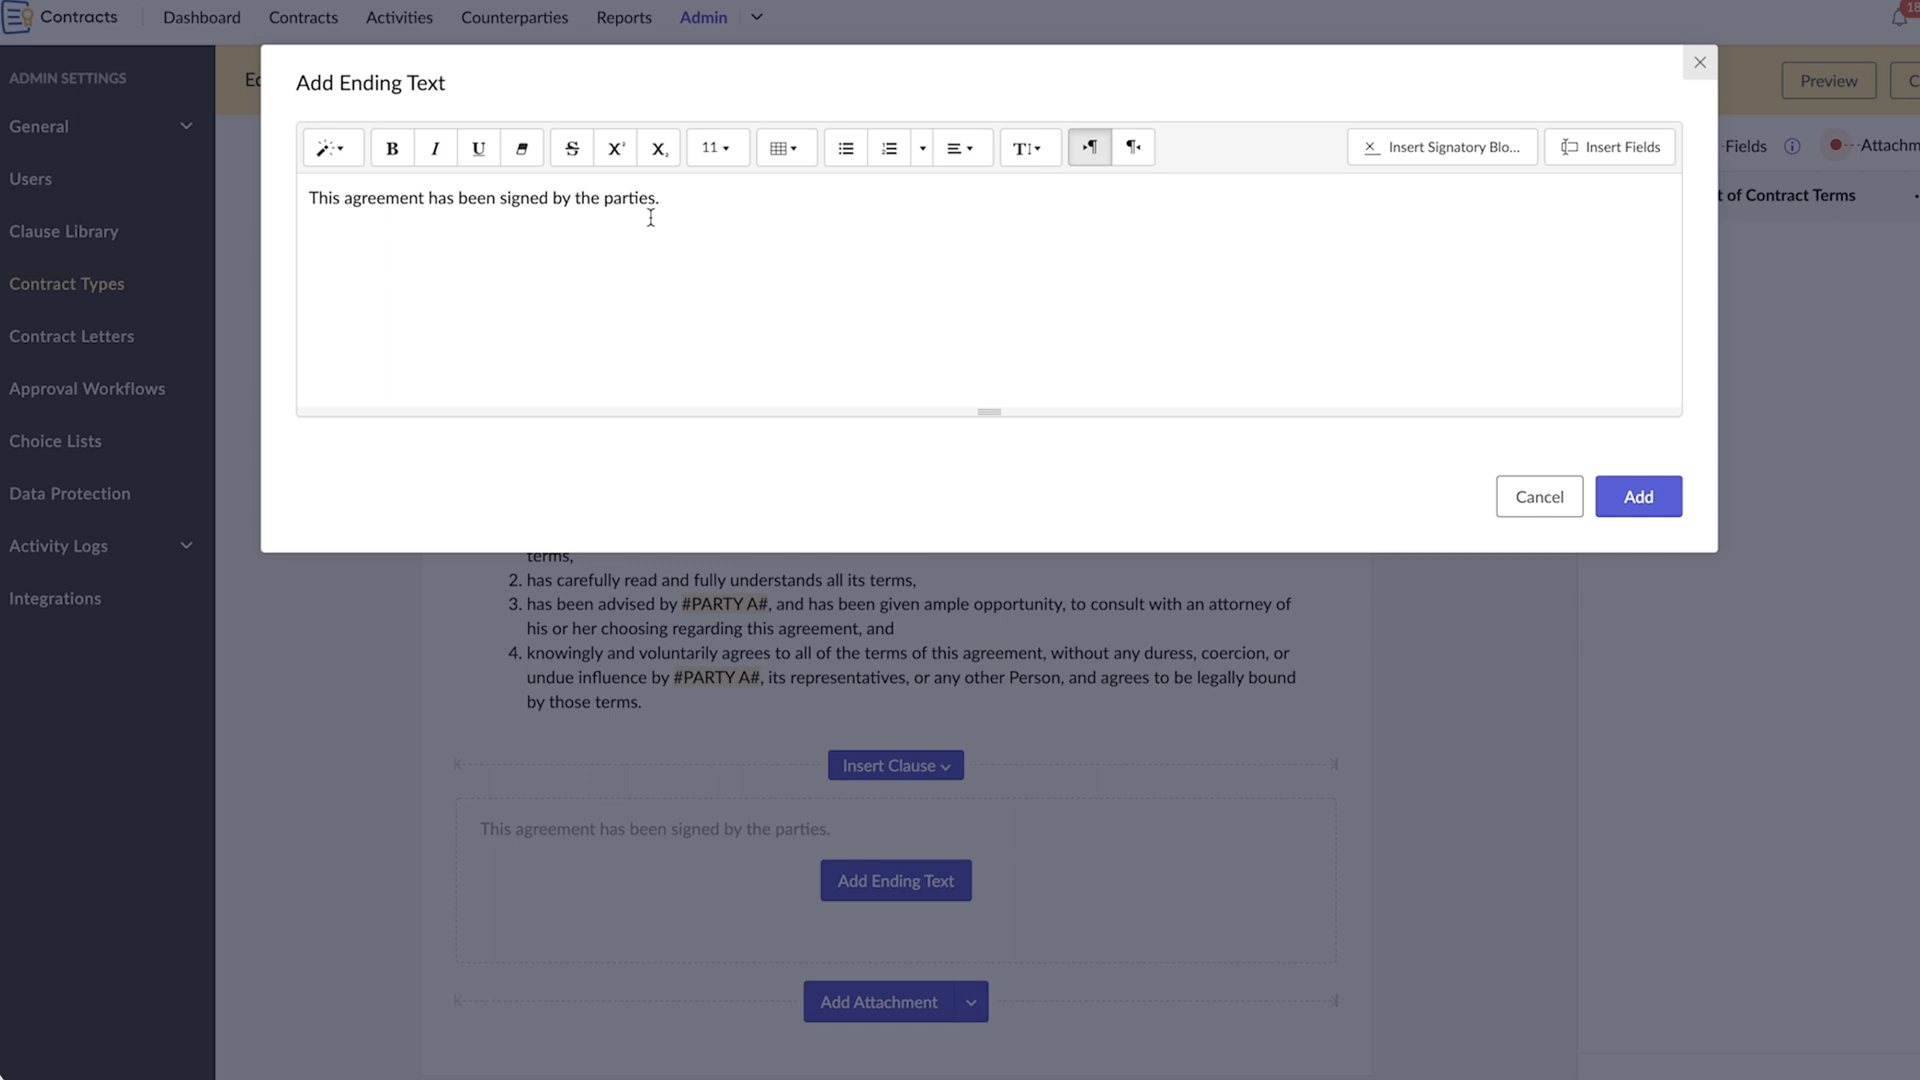 Contracts
Dashboard
Contracts
Activities
Counterparties
Reports
Admin
18
ADMIN SETTINGS
General
Users
Clause Library
Contract Types
Contract Letters
Approval Workflows
Choice Lists
Data Protection
Activity Logs
Integrations
Preview
Add Ending Text
B I U S X² X₂ 11 T
Insert Signatory Blo...
Insert Fields
Fields
Attachm
t of Contract Terms
This agreement has been signed by the parties.
Cancel
Add
terms,
2. has carefully read and fully understands all its terms,
3. has been advised by #PARTY A#, and has been given ample opportunity, to consult with an attorney of
his or her choosing regarding this agreement, and
4. knowingly and voluntarily agrees to all of the terms of this agreement, without any duress, coercion, or
undue influence by #PARTY A#, its representatives, or any other Person, and agrees to be legally bound
by those terms.
Insert Clause
This agreement has been signed by the parties.
Add Ending Text
Add Attachment